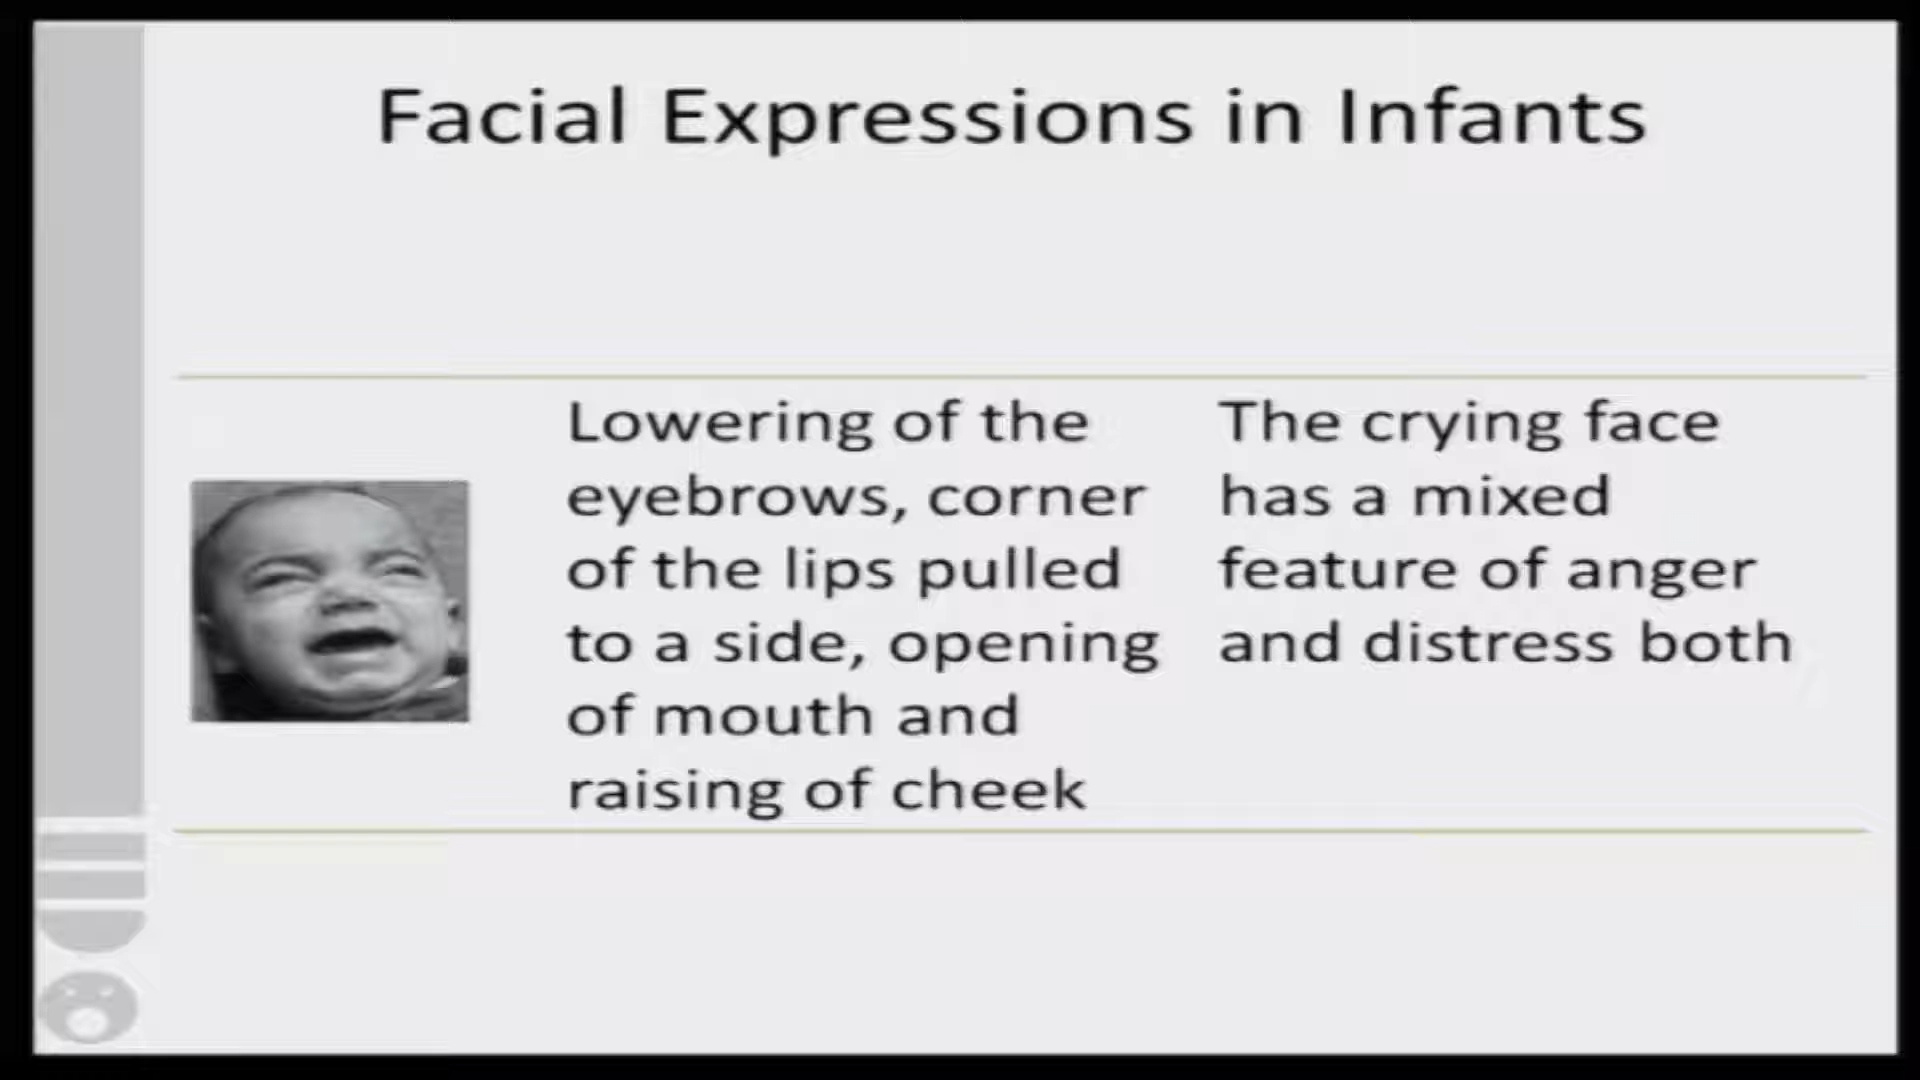 Facial Expressions in Infants
Lowering of the
eyebrows, corner
of the lips pulled
to a side, opening
of mouth and
raising of cheek
The crying face
has a mixed
feature of anger
and distress both